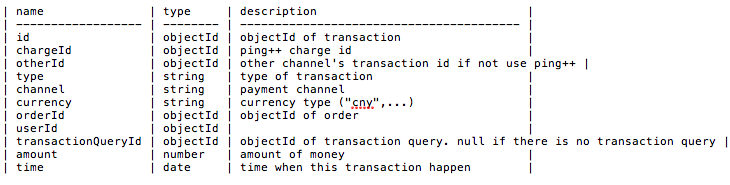 | name              | type     | description                           |
| ----------------- | -------- | ------------------------------------- |
| id                | objectId | objectId of transaction               |
| chargeId          | objectId | ping++ charge id                      |
| otherId           | objectId | other channel's transaction id if not use ping++ |
| type              | string   | type of transaction                   |
| channel           | string   | payment channel                       |
| currency          | string   | currency type ("cny",...)             |
| orderId           | objectId | objectId of order                     |
| userId            | objectId |                                       |
| transactionQueryId | objectId | objectId of transaction query. null if there is no transaction query |
| amount            | number   | amount of money                       |
| time              | date     | time when this transaction happen     |